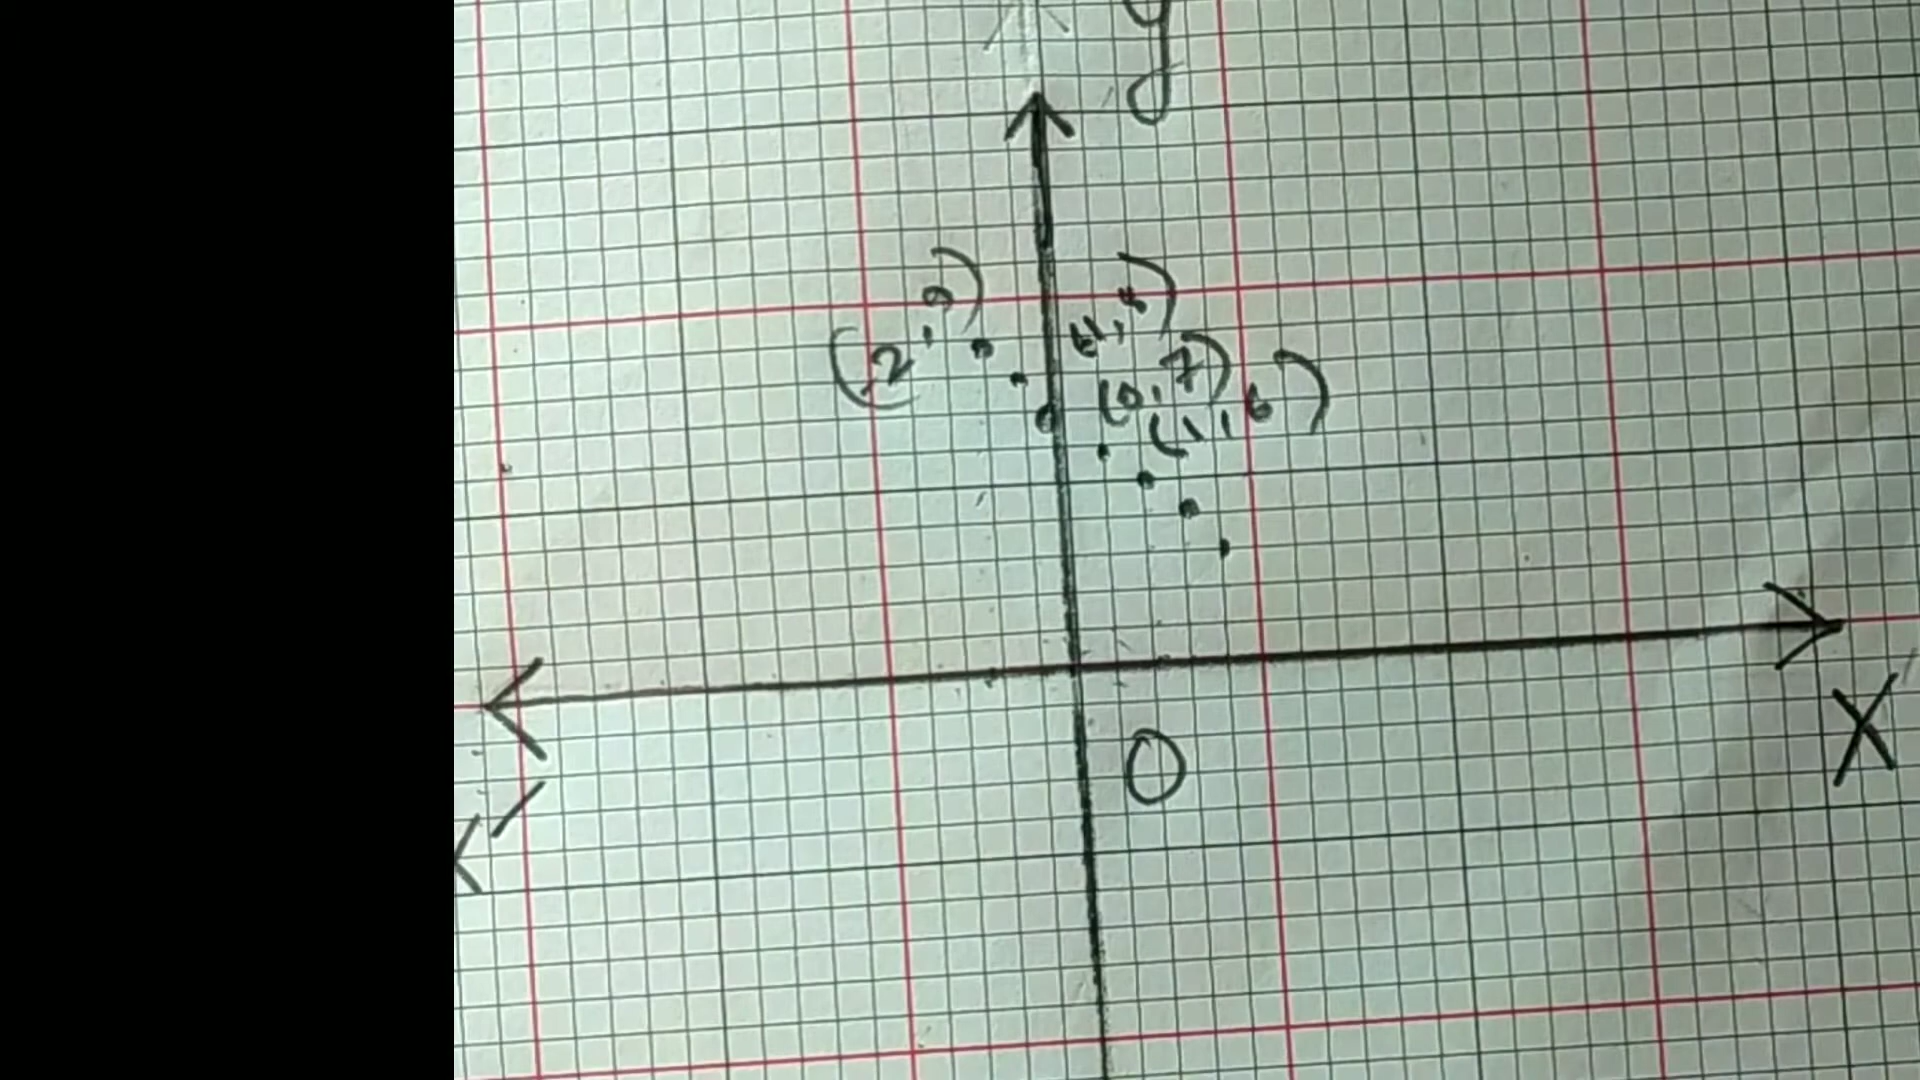 y
(-2, 9)
(-1, 8)
(0, 7)
(1, 6)
X
O
X'